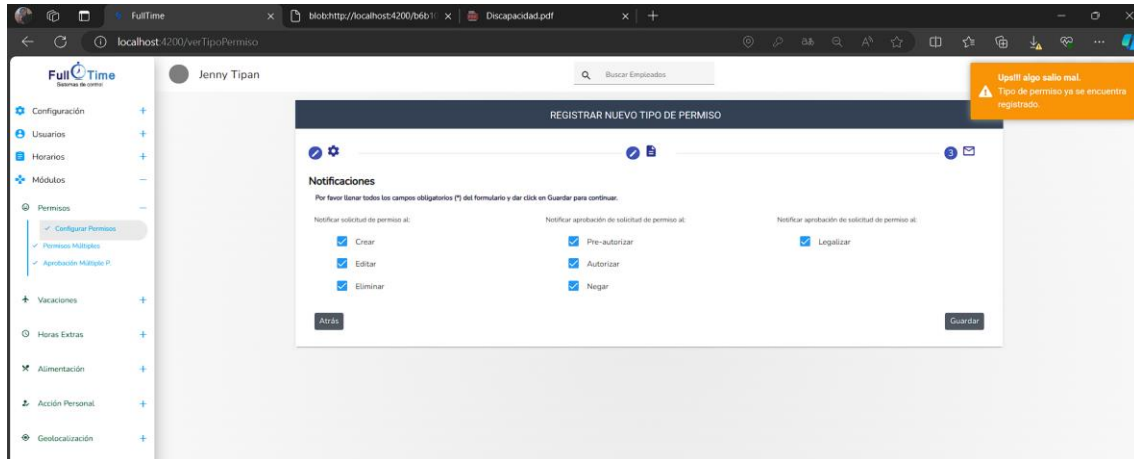 FullTime
blob:http://localhost:4200/b6b1
Discapacidad.pdf
localhost:4200/verTipoPermiso
Full Time
Sistemas de control
Jenny Tipan
Buscar Empleados
Ups!!! algo salio mal.
Tipo de permiso ya se encuentra
registrado.
Configuración
Usuarios
Horarios
Módulos
Permisos
Configurar Permisos
Permisos Múltiples
Aprobación Múltiple P.
Vacaciones
Horas Extras
Alimentación
Acción Personal
Geolocalización
REGISTRAR NUEVO TIPO DE PERMISO
3
Notificaciones
Por favor llenar todos los campos obligatorios (*) del formulario y dar click en Guardar para continuar.
Notificar solicitud de permiso al:
Crear
Editar
Eliminar
Notificar aprobación de solicitud de permiso al:
Pre-autorizar
Autorizar
Negar
Notificar aprobación de solicitud de permiso al:
Legalizar
Atrás
Guardar